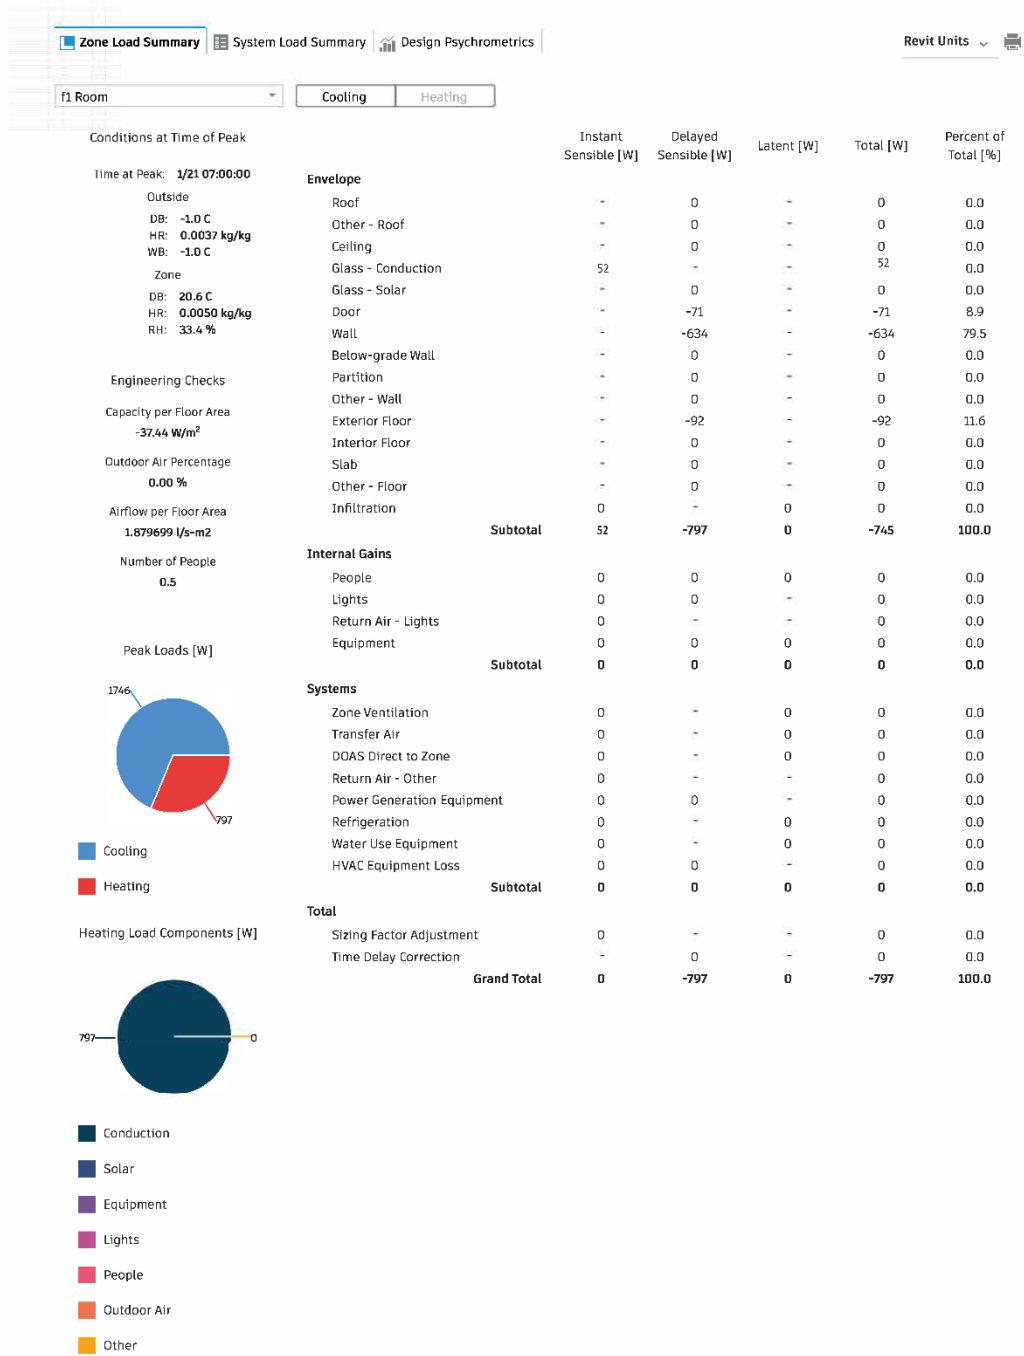 Zone Load Summary System Load Summary Design Psychrometrics Revit Units
f1 Room Cooling Heating
Conditions at Time of Peak
Time at Peak: 1/21 07:00:00
Outside
DB: -1.0 C
HR: 0.0037 kg/kg
WB: -1.0 C
Zone
DB: 20.6 C
HR: 0.0050 kg/kg
RH: 33.4 %
Engineering Checks
Capacity per Floor Area
-37.44 W/m²
Outdoor Air Percentage
0.00 %
Airflow per Floor Area
1.879699 l/s-m2
Number of People
0.5
Peak Loads [W]
1746
797
Cooling
Heating
Heating Load Components [W]
797 0
Conduction
Solar
Equipment
Lights
People
Outdoor Air
Other
Instant Delayed Percent of
Sensible [W] Sensible [W] Latent [W] Total [W] Total [%]
Envelope
Roof - 0 - 0 0.0
Other - Roof - 0 - 0 0.0
Ceiling - 0 - 0 0.0
Glass - Conduction 52 - - 52 0.0
Glass - Solar - 0 - 0 0.0
Door - -71 - -71 8.9
Wall - -634 - -634 79.5
Below-grade Wall - 0 - 0 0.0
Partition - 0 - 0 0.0
Other - Wall - 0 - 0 0.0
Exterior Floor - -92 - -92 11.6
Interior Floor - 0 - 0 0.0
Slab - 0 - 0 0.0
Other - Floor - 0 - 0 0.0
Infiltration 0 - 0 0 0.0
Subtotal 52 -797 0 -745 100.0
Internal Gains
People 0 0 0 0 0.0
Lights 0 0 - 0 0.0
Return Air - Lights 0 - - 0 0.0
Equipment 0 0 0 0 0.0
Subtotal 0 0 0 0 0.0
Systems
Zone Ventilation 0 - 0 0 0.0
Transfer Air 0 - 0 0 0.0
DOAS Direct to Zone 0 - 0 0 0.0
Return Air - Other 0 - - 0 0.0
Power Generation Equipment 0 0 - 0 0.0
Refrigeration 0 - 0 0 0.0
Water Use Equipment 0 - 0 0 0.0
HVAC Equipment Loss 0 0 - 0 0.0
Subtotal 0 0 0 0 0.0
Total
Sizing Factor Adjustment 0 - - 0 0.0
Time Delay Correction - 0 - 0 0.0
Grand Total 0 -797 0 -797 100.0